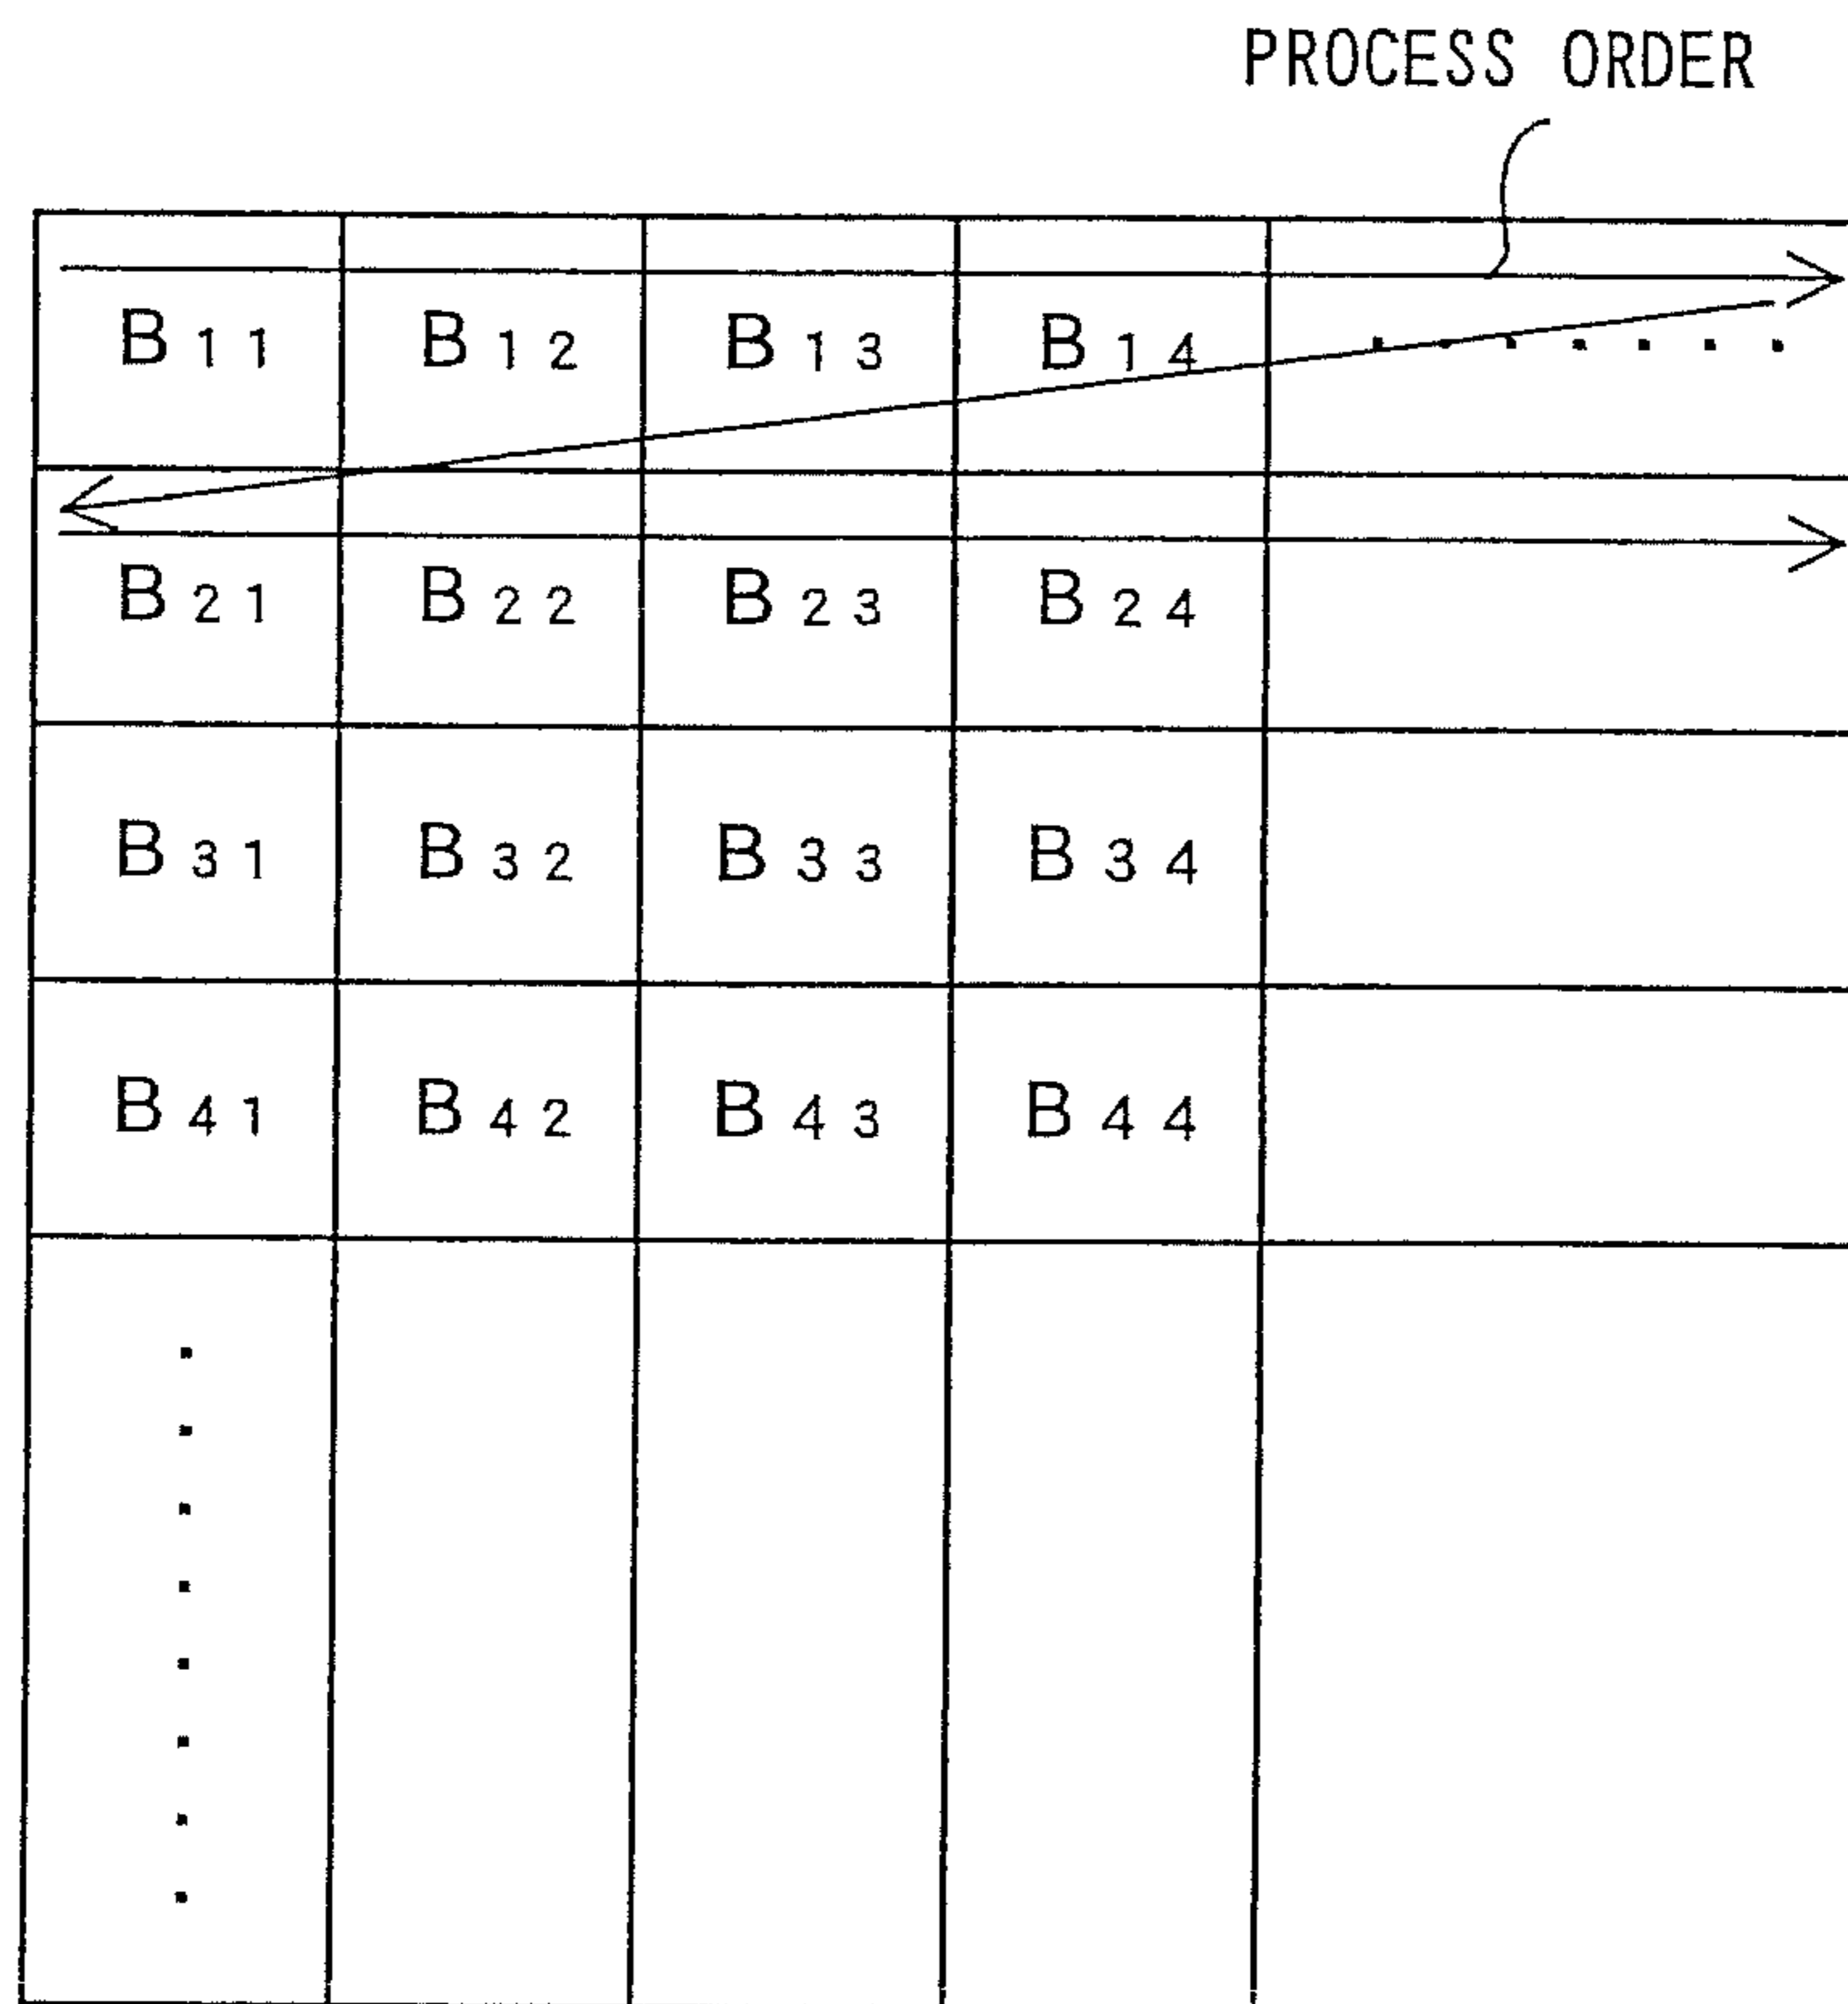 PROCESS ORDER
B11 B12 B13 B14 .......
B21 B22 B23 B24
B31 B32 B33 B34
B41 B42 B43 B44